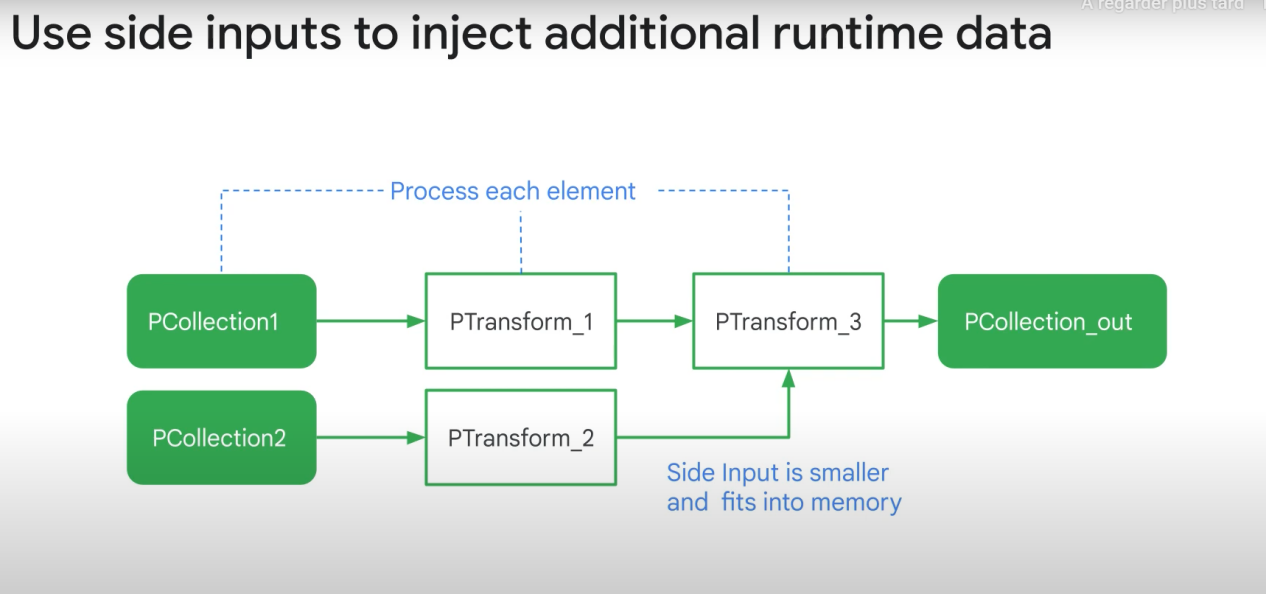 A regarder plus tard
Use side inputs to inject additional runtime data
Process each element
PCollection1
PTransform_1
PTransform_3
PCollection_out
PCollection2
PTransform_2
Side Input is smaller
and fits into memory